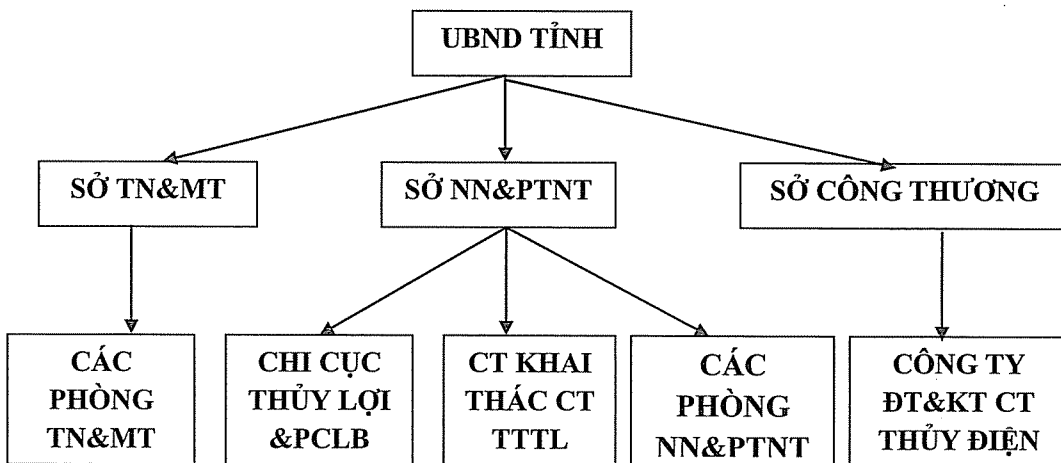 UBND TỈNH
SỞ TN&MT
SỞ NN&PTNT
SỞ CÔNG THƯƠNG
CÁC
PHÒNG
TN&MT
CHI CỤC
THỦY LỢI
&PCLB
CT KHAI
THÁC CT
TTTL
CÁC
PHÒNG
NN&PTNT
CÔNG TY
ĐT&KT CT
THỦY ĐIỆN